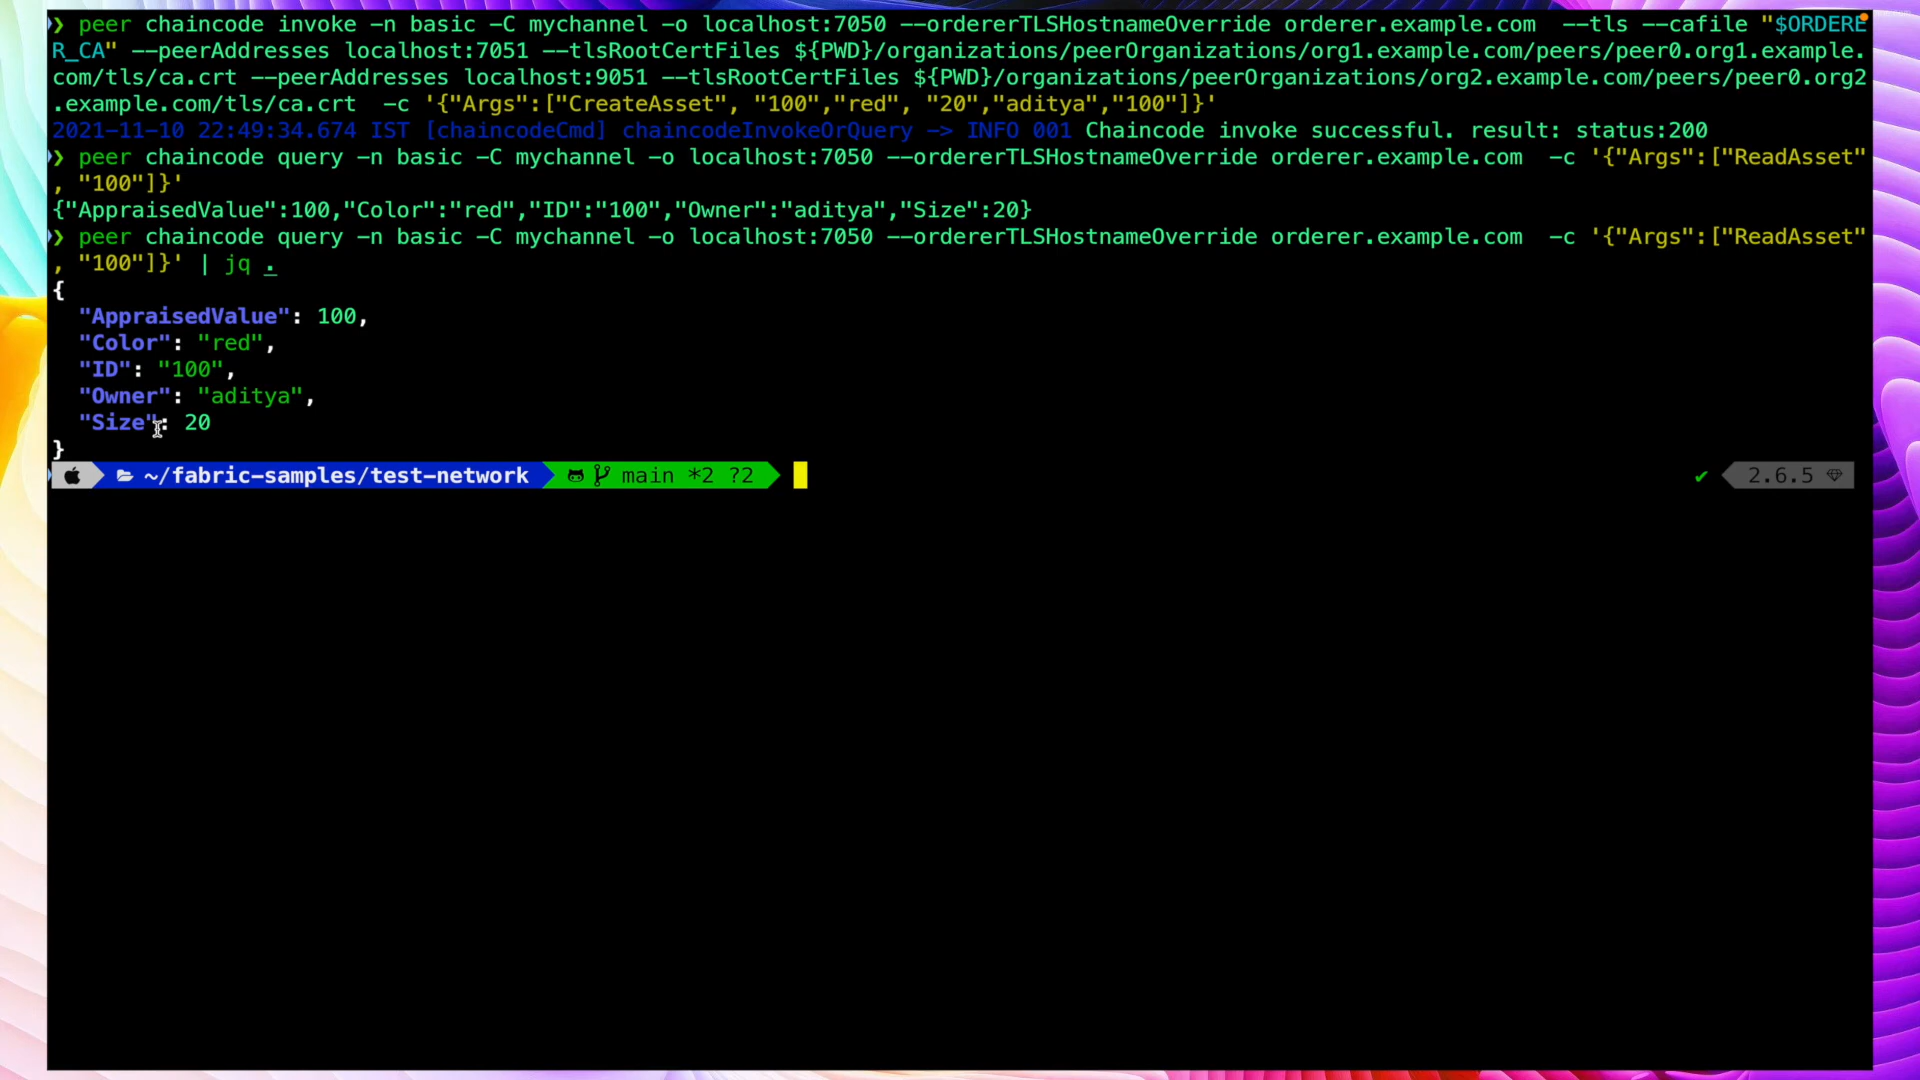 ❯ peer chaincode invoke -n basic -C mychannel -o localhost:7050 --ordererTLSHostnameOverride orderer.example.com  --tls --cafile "$ORDERE
R_CA" --peerAddresses localhost:7051 --tlsRootCertFiles ${PWD}/organizations/peerOrganizations/org1.example.com/peers/peer0.org1.example.
com/tls/ca.crt --peerAddresses localhost:9051 --tlsRootCertFiles ${PWD}/organizations/peerOrganizations/org2.example.com/peers/peer0.org2
.example.com/tls/ca.crt  -c '{"Args":["CreateAsset", "100","red", "20","aditya","100"]}'
2021-11-10 22:49:34.674 IST [chaincodeCmd] chaincodeInvokeOrQuery -> INFO 001 Chaincode invoke successful. result: status:200
❯ peer chaincode query -n basic -C mychannel -o localhost:7050 --ordererTLSHostnameOverride orderer.example.com  -c '{"Args":["ReadAsset"
, "100"]}'
{"AppraisedValue":100,"Color":"red","ID":"100","Owner":"aditya","Size":20}
❯ peer chaincode query -n basic -C mychannel -o localhost:7050 --ordererTLSHostnameOverride orderer.example.com  -c '{"Args":["ReadAsset"
, "100"]}' | jq .
{
  "AppraisedValue": 100,
  "Color": "red",
  "ID": "100",
  "Owner": "aditya",
  "Size": 20
}
~/fabric-samples/test-network main *2 ?2 ✔ 2.6.5